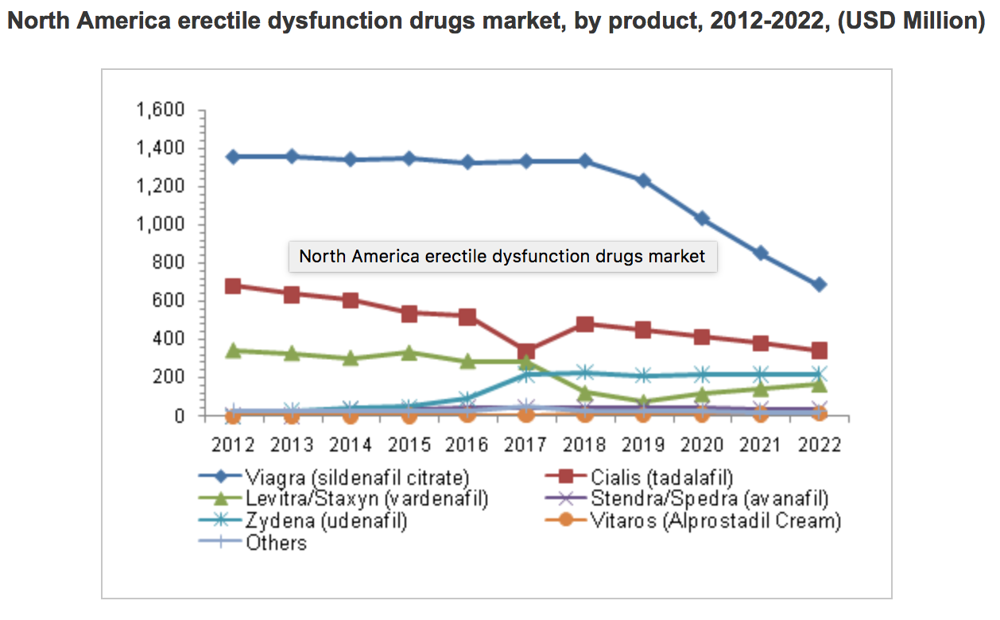 North America erectile dysfunction drugs market, by product, 2012-2022, (USD Million)
1,600
1,400
1,200
1,000
800
600
400
200
0
North America erectile dysfunction drugs market
2012 2013 2014 2015 2016 2017 2018 2019 2020 2021 2022
Viagra (sildenafil citrate) Cialis (tadalafil)
Levitra/Staxyn (vardenafil) Stendra/Spedra (avanafil)
Zydena (udenafil) Vitaros (Alprostadil Cream)
Others